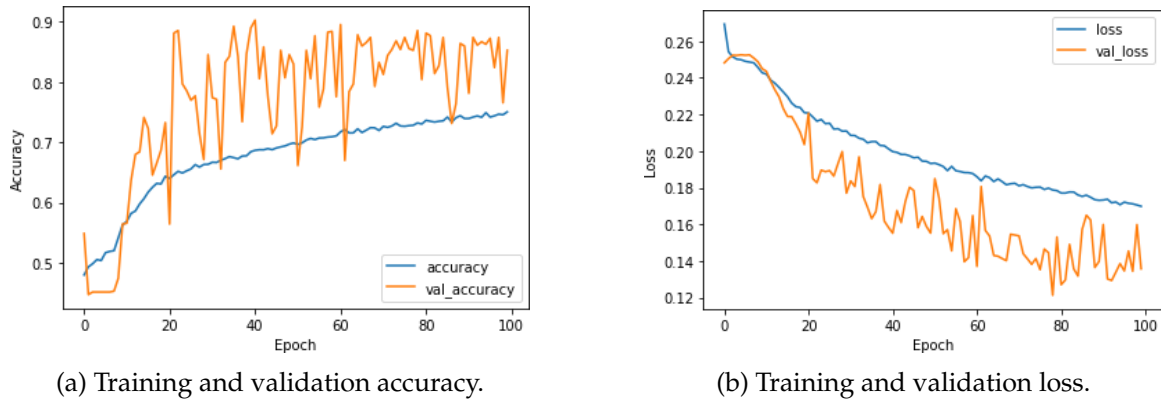 0.9
0.8
0.7
0.6
0.5
Accuracy
0 20 40 60 80 100
Epoch
accuracy
val_accuracy
(a) Training and validation accuracy.
0.26
0.24
0.22
0.20
0.18
0.16
0.14
0.12
Loss
0 20 40 60 80 100
Epoch
loss
val_loss
(b) Training and validation loss.